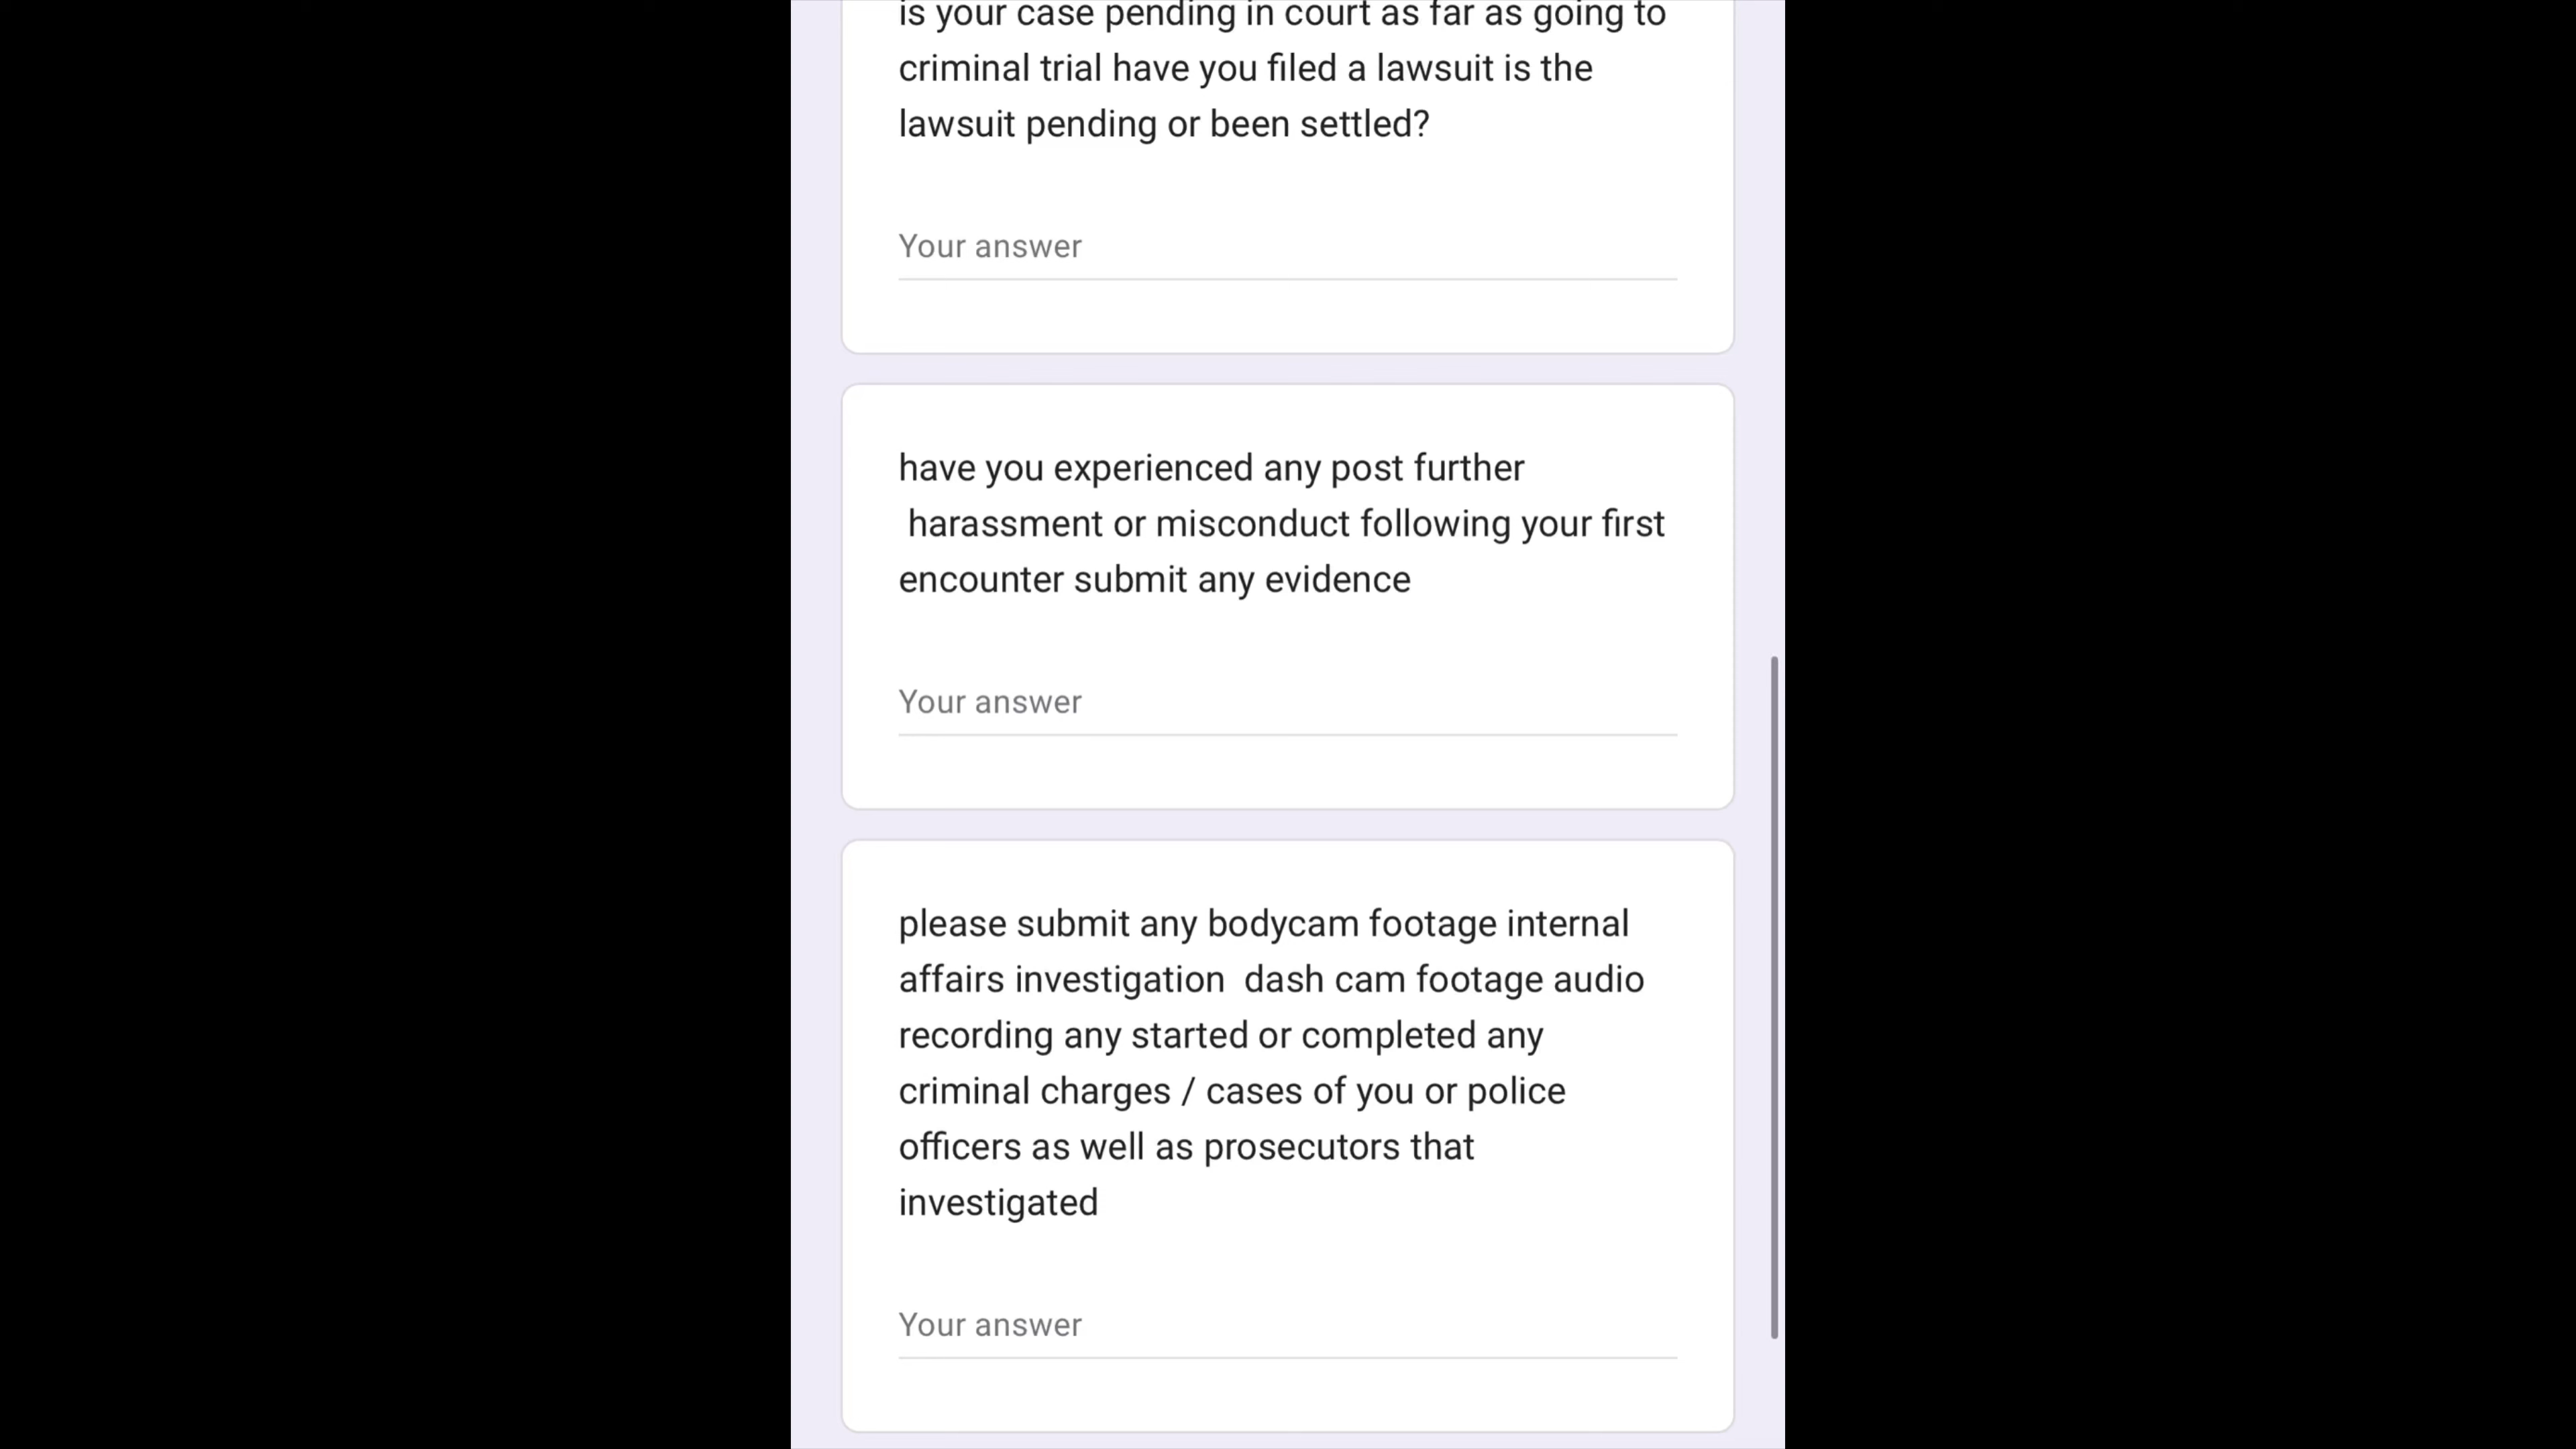 is your case pending in court as far as going to
criminal trial have you filed a lawsuit is the
lawsuit pending or been settled?
Your answer
have you experienced any post further
harassment or misconduct following your first
encounter submit any evidence
Your answer
please submit any bodycam footage internal
affairs investigation  dash cam footage audio
recording any started or completed any
criminal charges / cases of you or police
officers as well as prosecutors that
investigated
Your answer